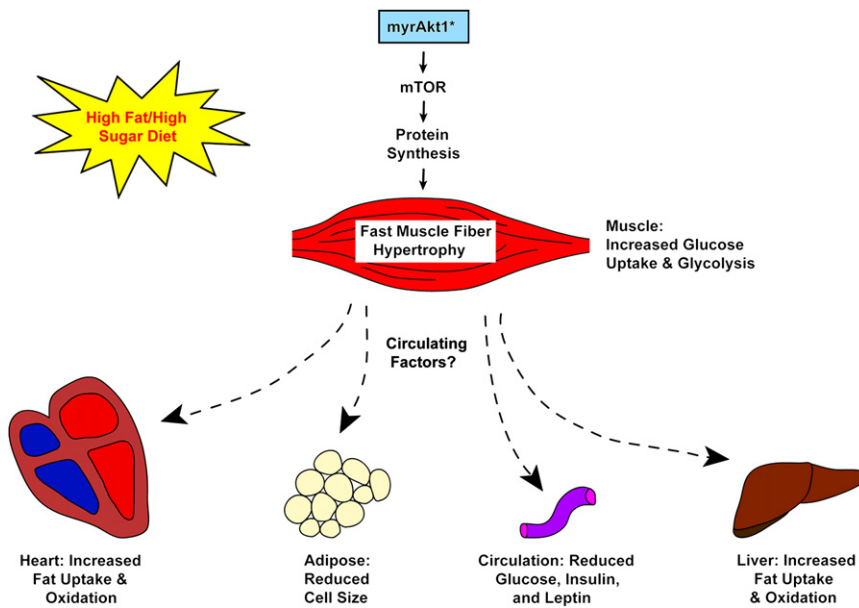 myrAkt1*
mTOR
High Fat/High
Sugar Diet
Protein
Synthesis
Fast Muscle Fiber
Hypertrophy
Muscle:
Increased Glucose
Uptake & Glycolysis
Circulating
Factors?
Heart: Increased
Fat Uptake &
Oxidation
Adipose:
Reduced
Cell Size
Circulation: Reduced
Glucose, Insulin,
and Leptin
Liver: Increased
Fat Uptake
& Oxidation